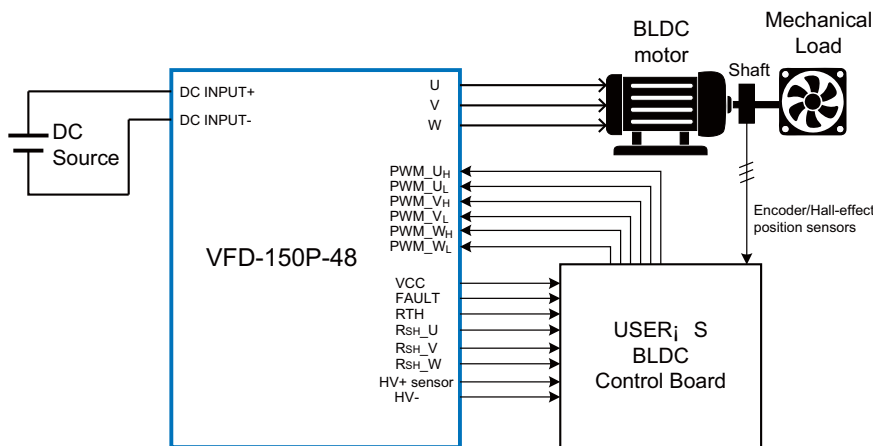 BLDC
motor
Mechanical
Load
Shaft
DC INPUT+
DC INPUT-
U
V
W
DC
Source
PWM_UH
PWM_UL
PWM_VH
PWM_VL
PWM_WH
PWM_WL
Encoder/Hall-effect
position sensors
VFD-150P-48
VCC
FAULT
RTH
RSH_U
RSH_V
RSH_W
HV+ sensor
HV-
USER¡ S
BLDC
Control Board